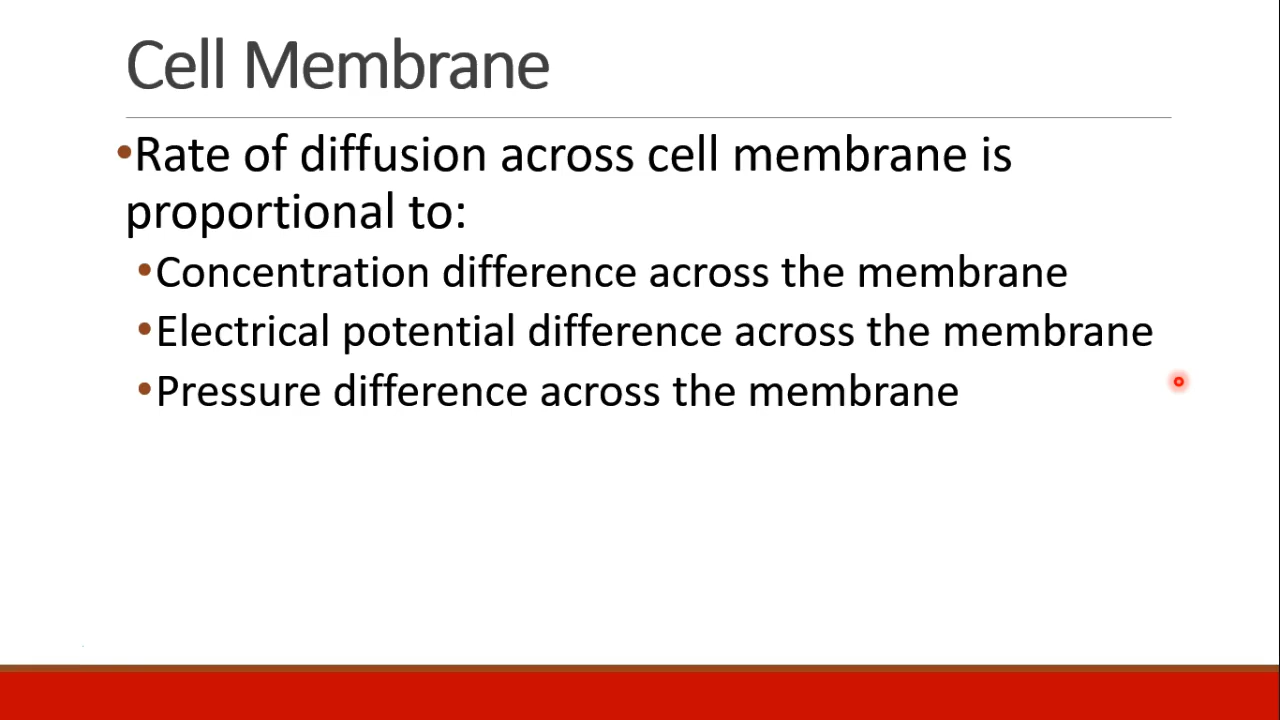 Cell Membrane
•Rate of diffusion across cell membrane is
proportional to:
•Concentration difference across the membrane
•Electrical potential difference across the membrane
•Pressure difference across the membrane